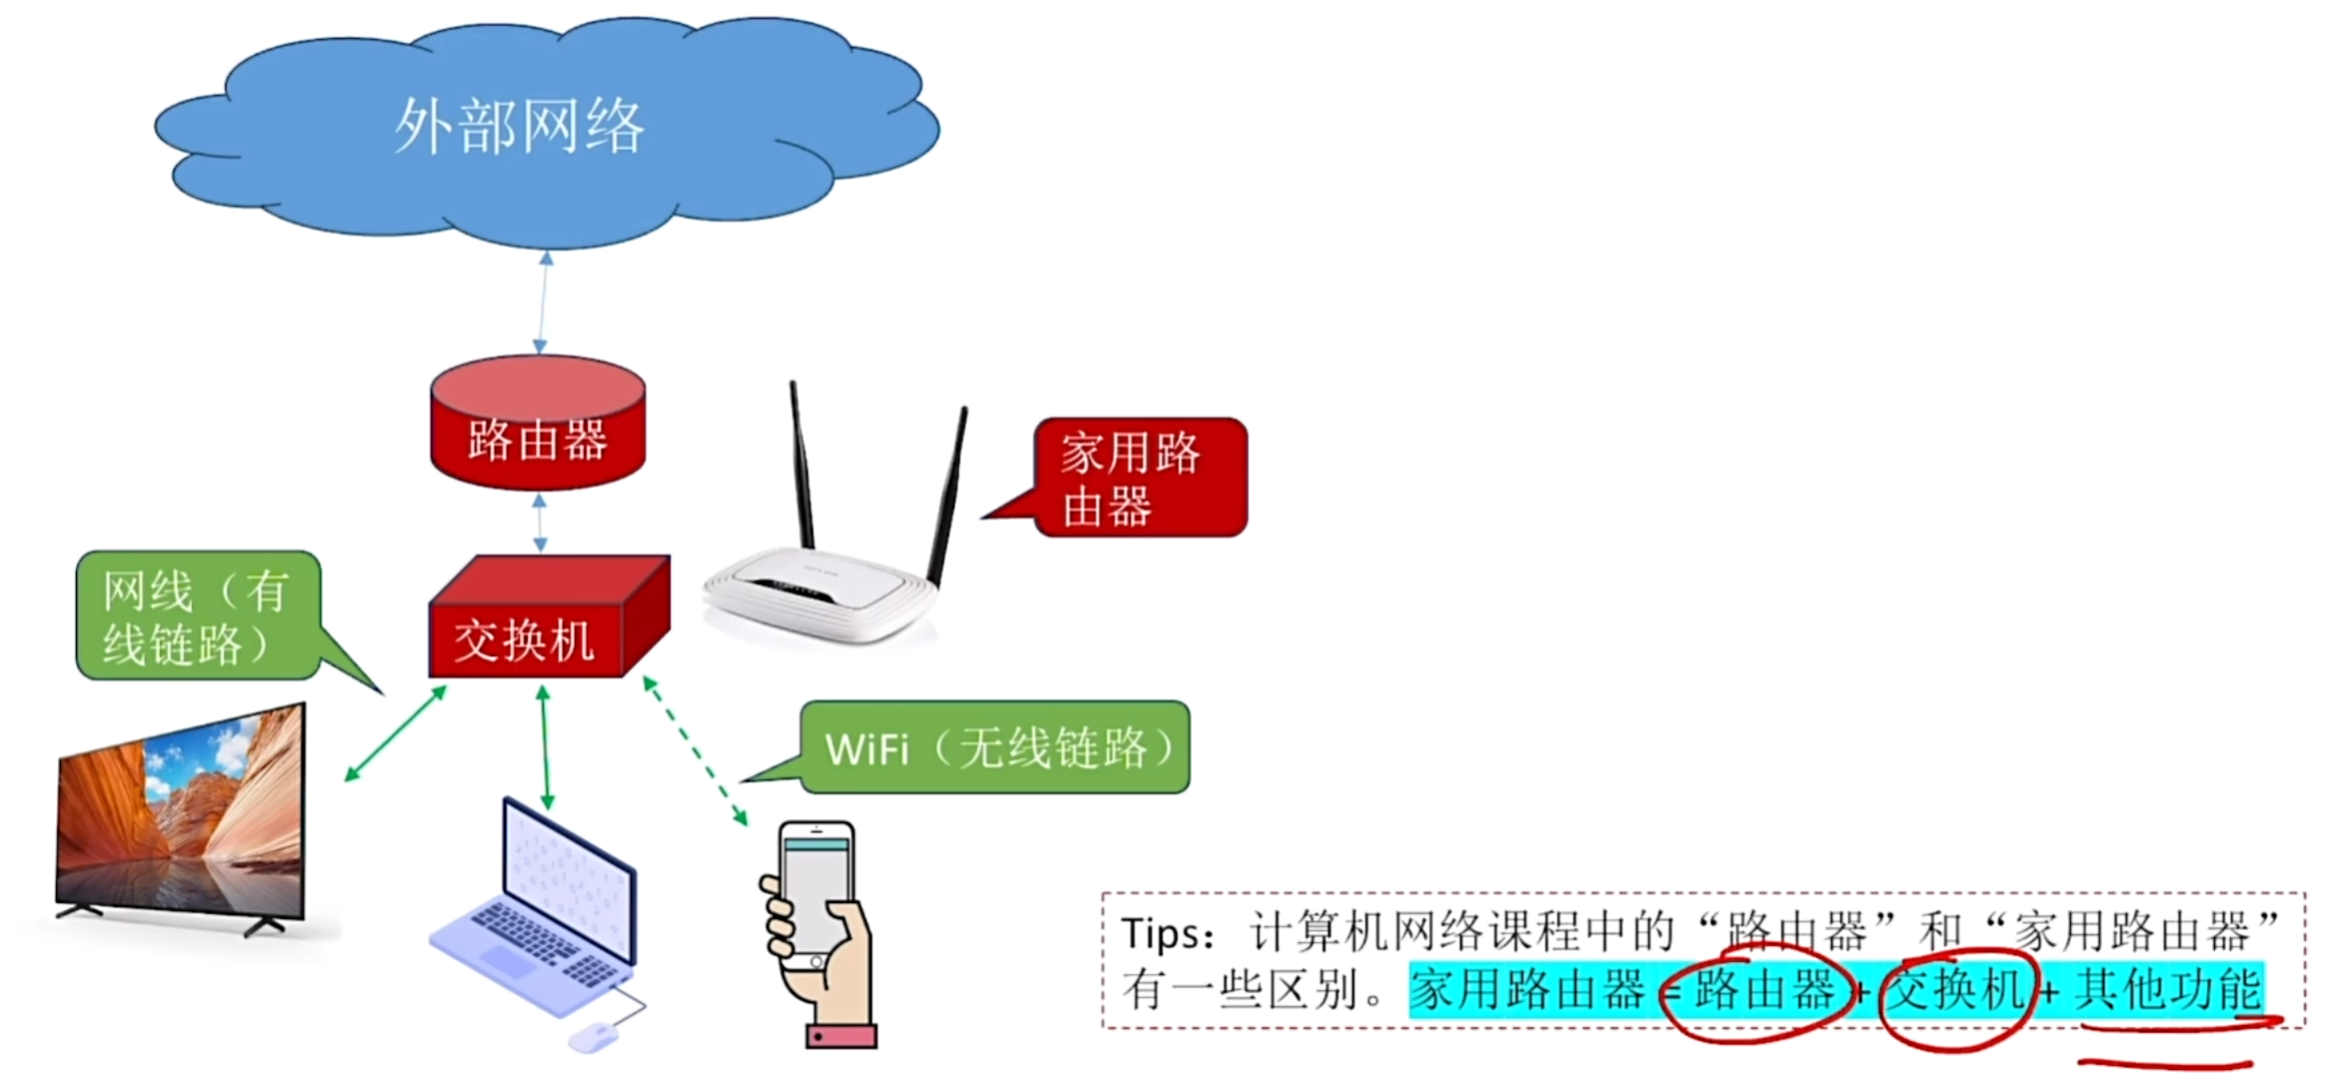 外部网络
路由器
家用路
由器
网线（有
线链路）
交换机
WiFi（无线链路）
Tips：计算机网络课程中的“路由器”和“家用路由器”
有一些区别。家用路由器 = 路由器 + 交换机 + 其他功能